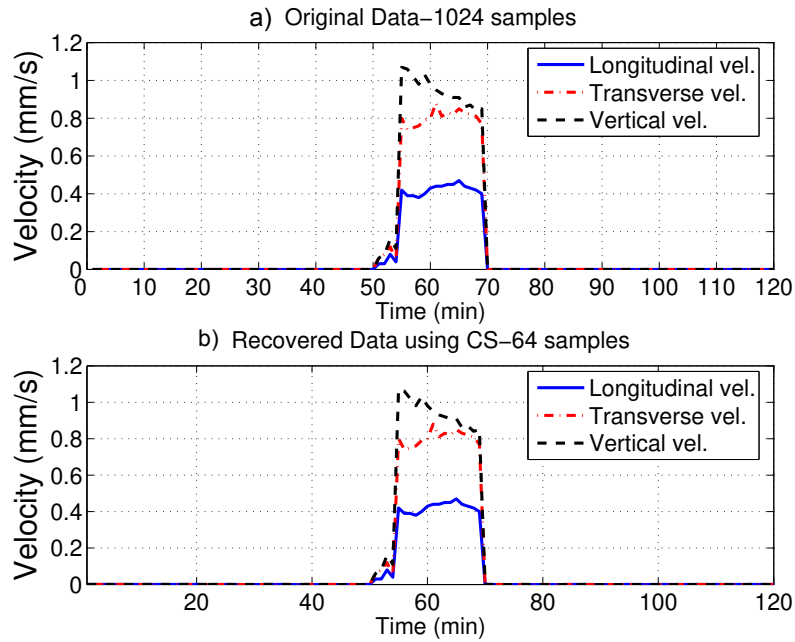 a) Original Data−1024 samples
Velocity (mm/s)
1.2
1
0.8
0.6
0.4
0.2
0
Longitudinal vel.
Transverse vel.
Vertical vel.
0 10 20 30 40 50 60 70 80 90 100 110 120
Time (min)
b) Recovered Data using CS−64 samples
Velocity (mm/s)
1.2
1
0.8
0.6
0.4
0.2
0
Longitudinal vel.
Transverse vel.
Vertical vel.
20 40 60 80 100 120
Time (min)